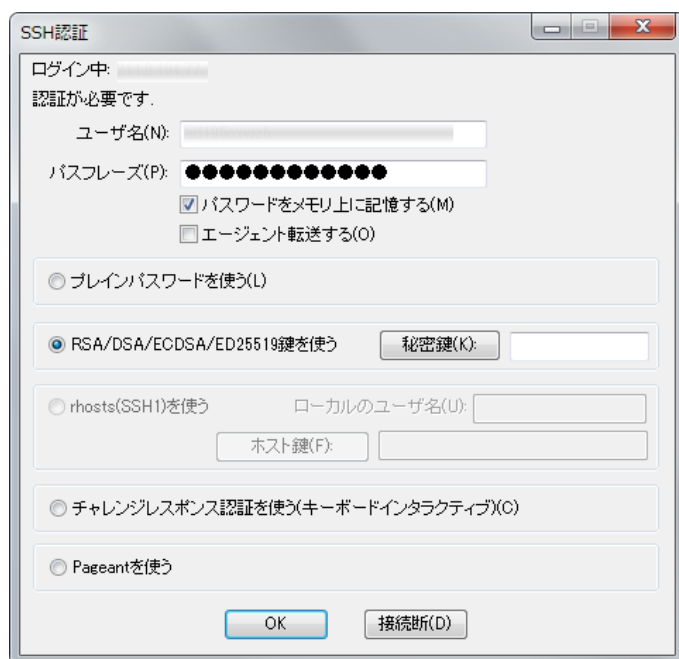 SSH認証
ログイン中:
認証が必要です.
ユーザ名(N):
パスフレーズ(P): ●●●●●●●●●●●●
パスワードをメモリ上に記憶する(M)
エージェント転送する(O)
プレインパスワードを使う(L)
RSA/DSA/ECDSA/ED25519鍵を使う 秘密鍵(K):
rhosts(SSH1)を使う ローカルのユーザ名(U):
ホスト鍵(F):
チャレンジレスポンス認証を使う(キーボードインタラクティブ)(C)
Pageantを使う
OK 接続断(D)